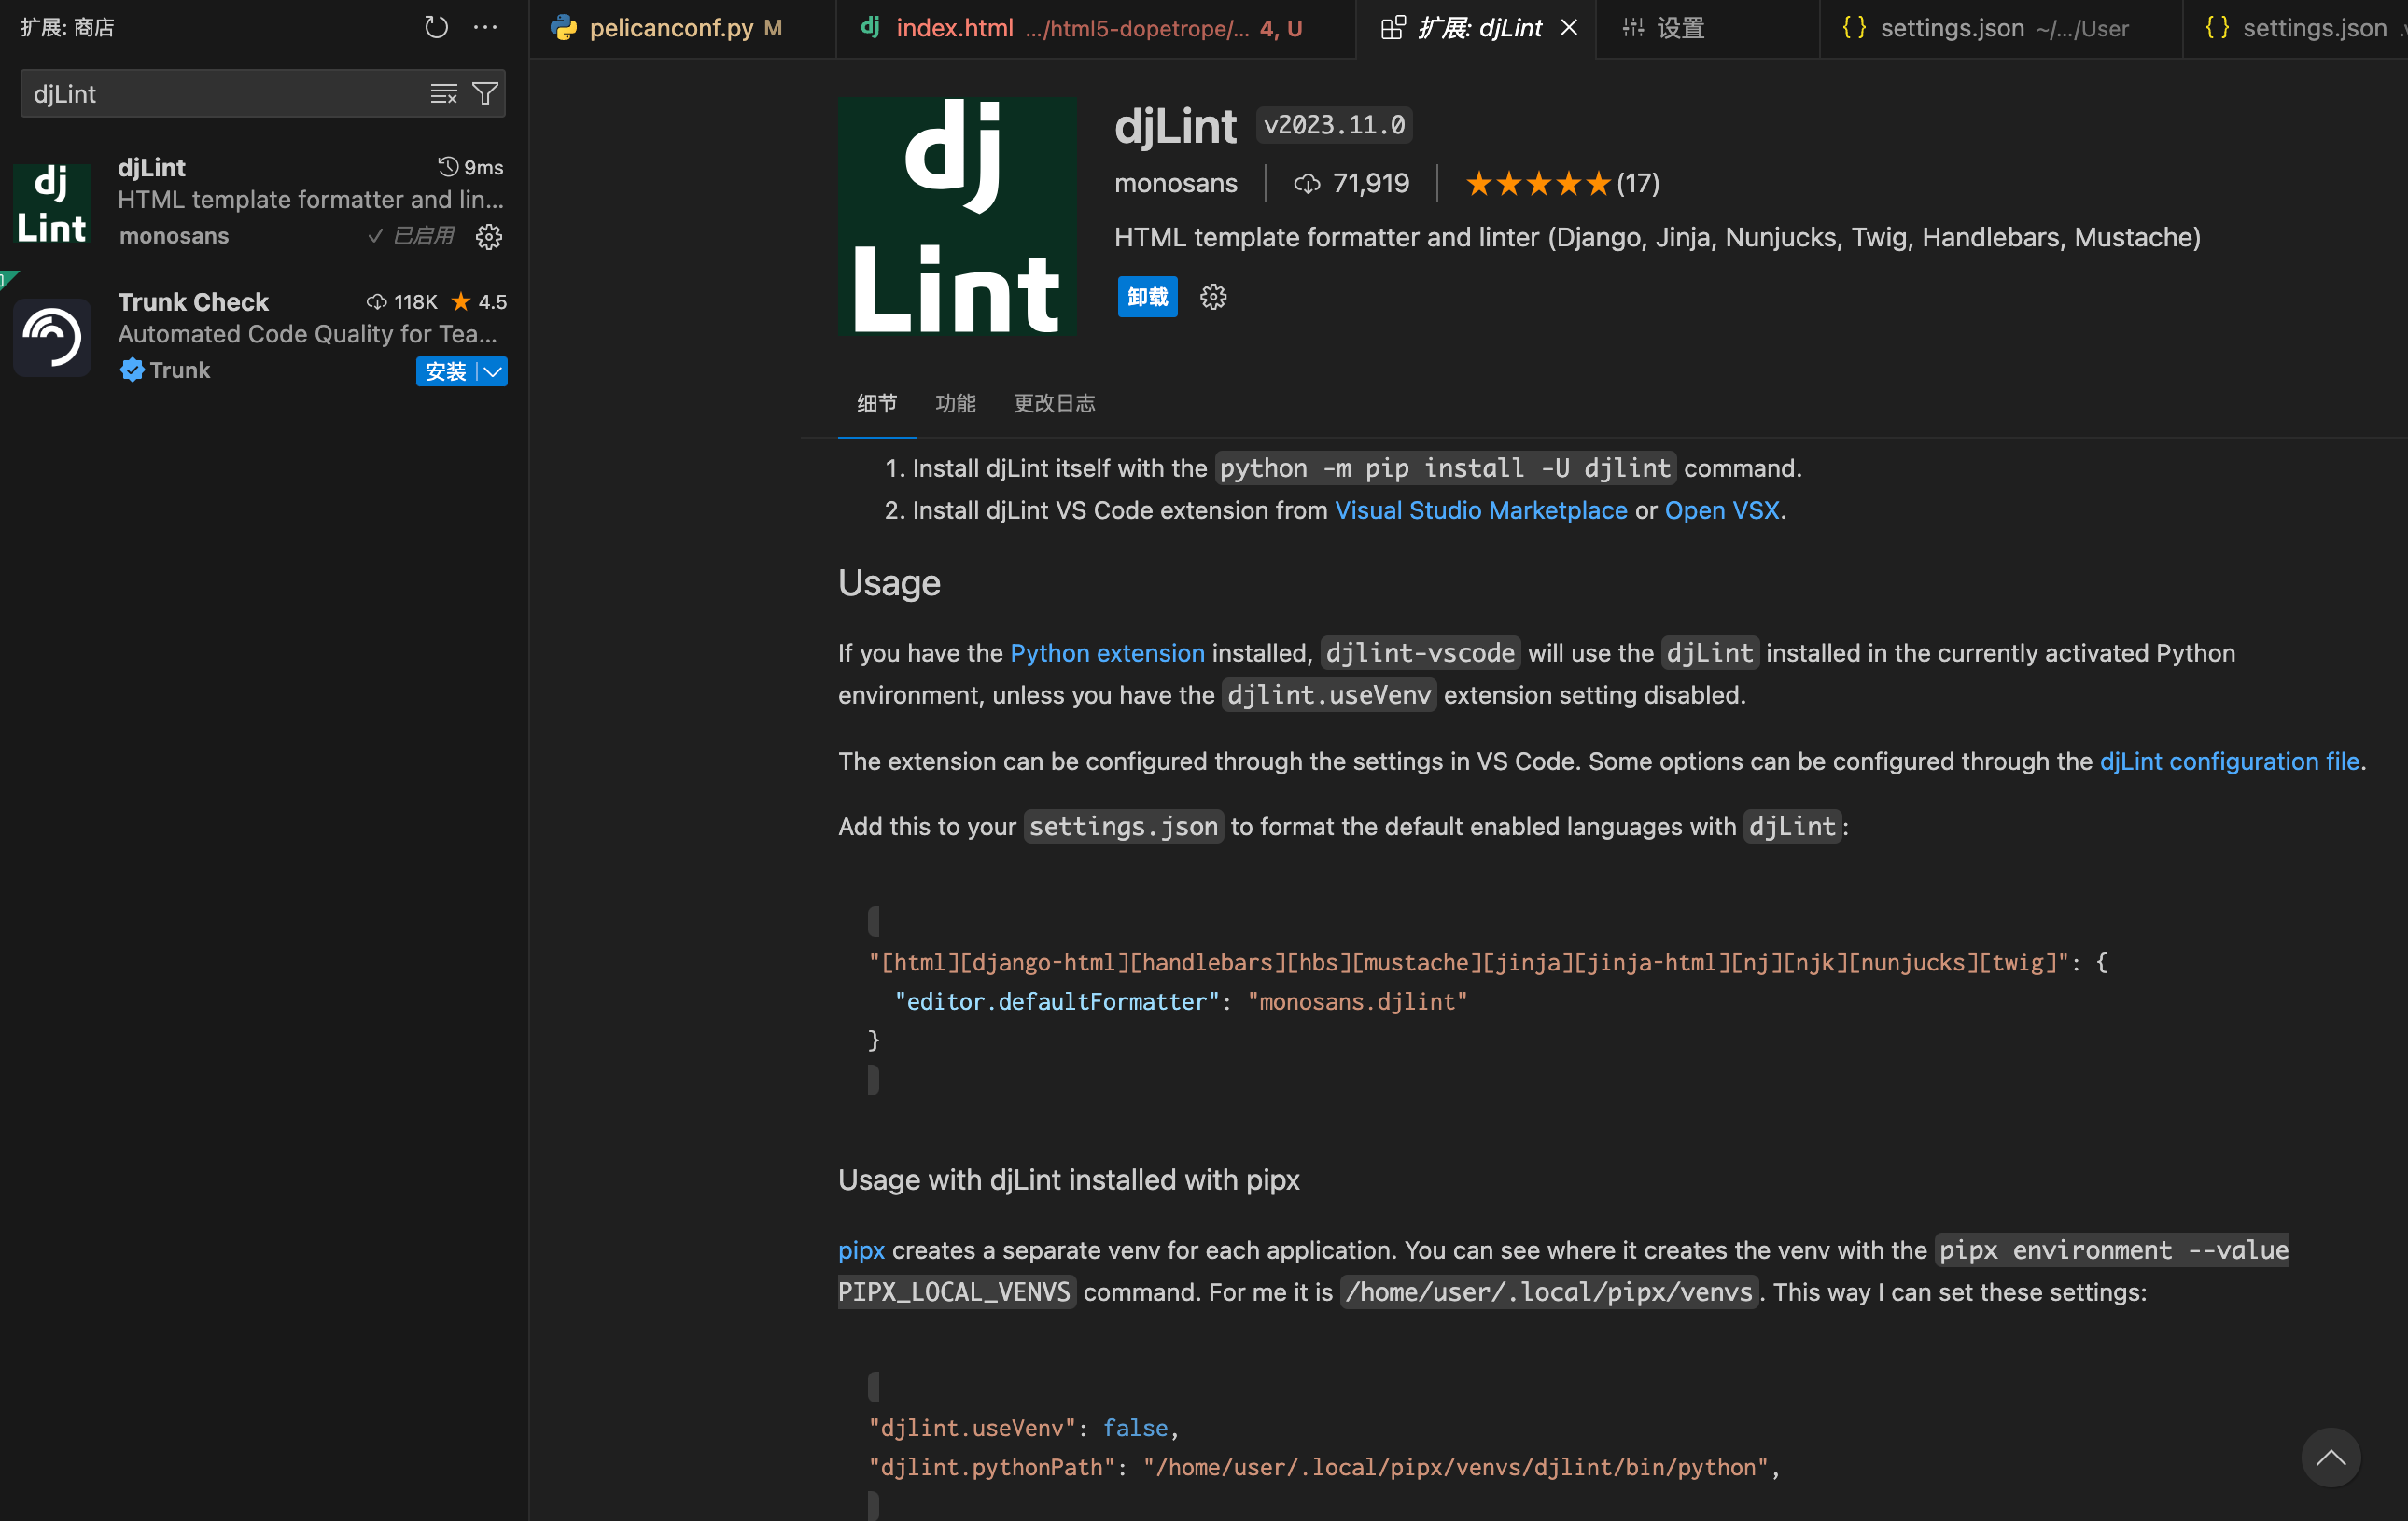 扩展: 商店
djLint
djLint 9ms
HTML template formatter and lin...
monosans 已启用
Trunk Check 118K 4.5
Automated Code Quality for Tea...
Trunk 安装
pelicanconf.py M
index.html .../html5-dopetrope/... 4, U
扩展: djLint
设置
settings.json ~/.../User
settings.json
dj
Lint
djLint v2023.11.0
monosans 71,919 (17)
HTML template formatter and linter (Django, Jinja, Nunjucks, Twig, Handlebars, Mustache)
卸载
细节 功能 更改日志
1. Install djLint itself with the python -m pip install -U djlint command.
2. Install djLint VS Code extension from Visual Studio Marketplace or Open VSX.
Usage
If you have the Python extension installed, djlint-vscode will use the djLint installed in the currently activated Python
environment, unless you have the djlint.useVenv extension setting disabled.
The extension can be configured through the settings in VS Code. Some options can be configured through the djLint configuration file.
Add this to your settings.json to format the default enabled languages with djLint:
"[html][django-html][handlebars][hbs][mustache][jinja][jinja-html][nj][njk][nunjucks][twig]": {
"editor.defaultFormatter": "monosans.djlint"
}
Usage with djLint installed with pipx
pipx creates a separate venv for each application. You can see where it creates the venv with the pipx environment --value
PIPX_LOCAL_VENVS command. For me it is /home/user/.local/pipx/venvs. This way I can set these settings:
"djlint.useVenv": false,
"djlint.pythonPath": "/home/user/.local/pipx/venvs/djlint/bin/python",